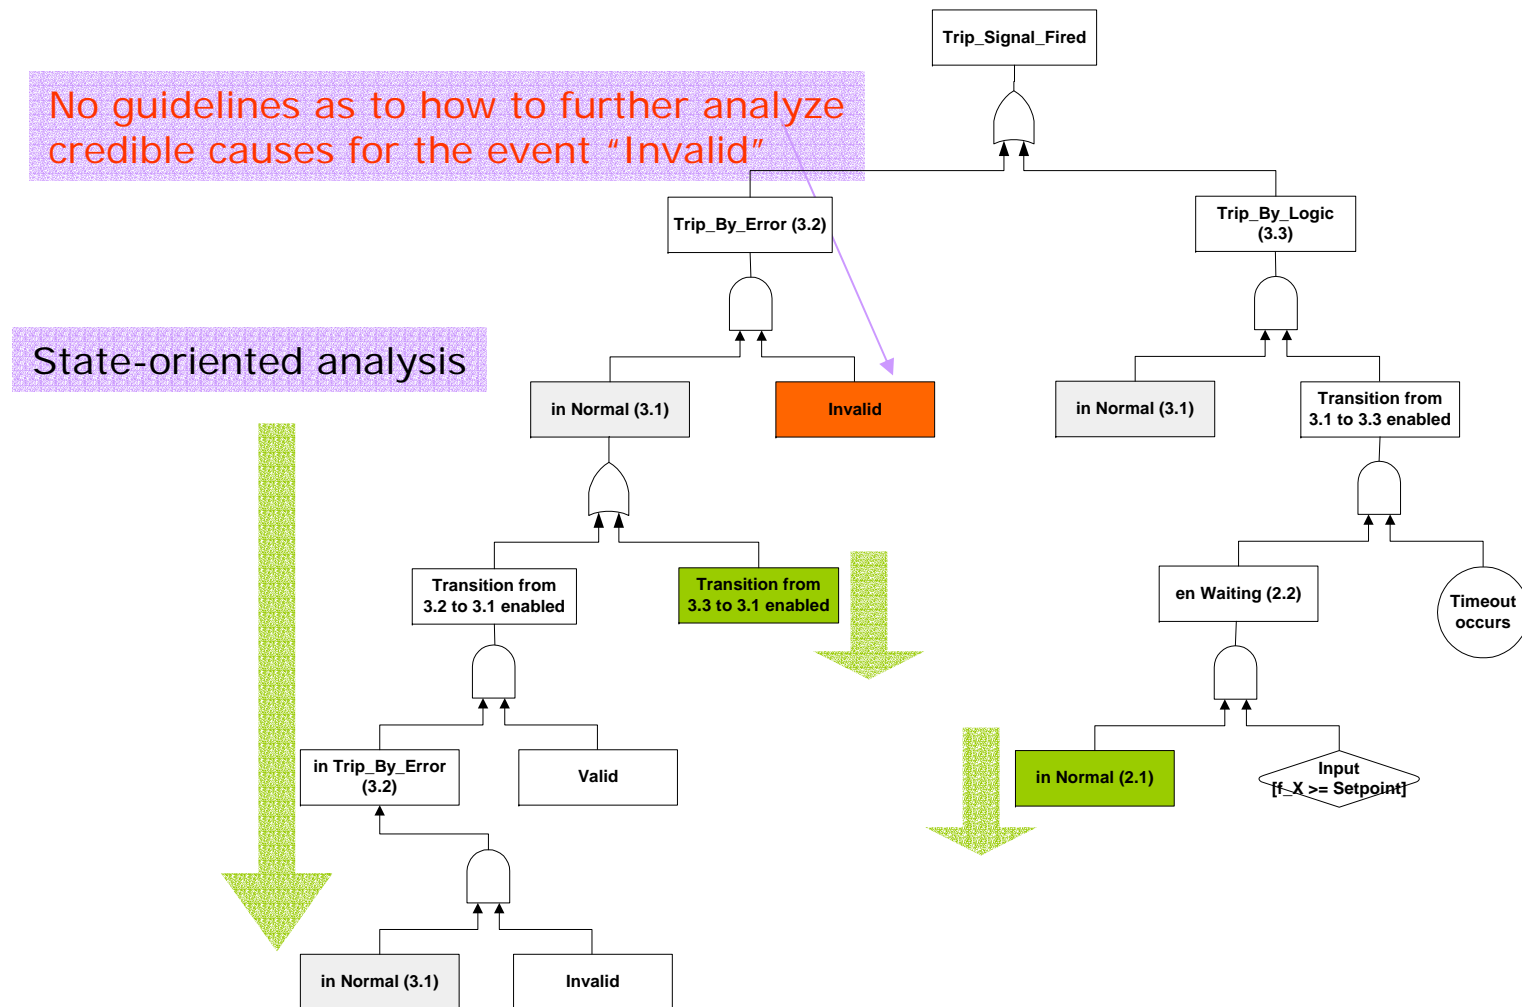 Trip_Signal_Fired
No guidelines as to how to further analyze
credible causes for the event “Invalid”
Trip_By_Error (3.2)
Trip_By_Logic
(3.3)
State-oriented analysis
in Normal (3.1)
Invalid
in Normal (3.1)
Transition from
3.1 to 3.3 enabled
Transition from
3.2 to 3.1 enabled
Transition from
3.3 to 3.1 enabled
en Waiting (2.2)
Timeout
occurs
in Trip_By_Error
(3.2)
Valid
in Normal (2.1)
Input
[f_X >= Setpoint]
in Normal (3.1)
Invalid